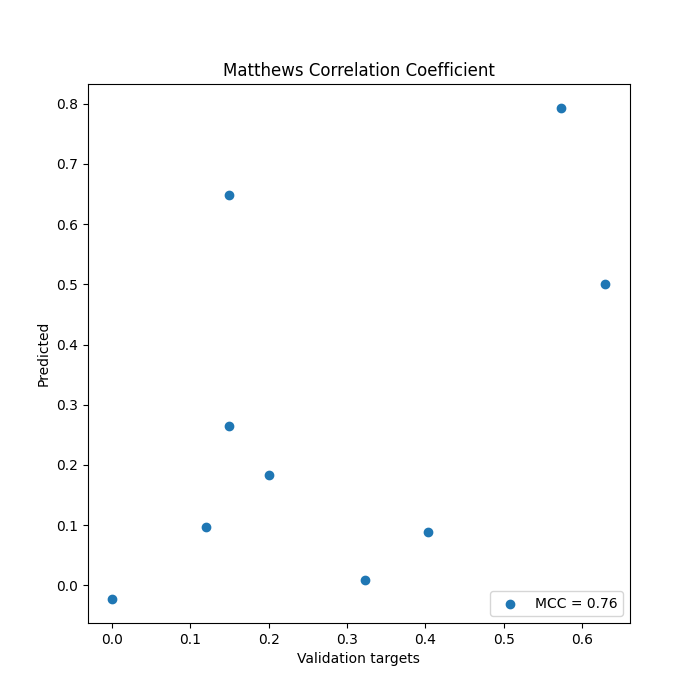 Matthews Correlation Coefficient
0.8
0.7
0.6
0.5
0.4
0.3
0.2
0.1
0.0
Predicted
MCC = 0.76
0.0 0.1 0.2 0.3 0.4 0.5 0.6
Validation targets